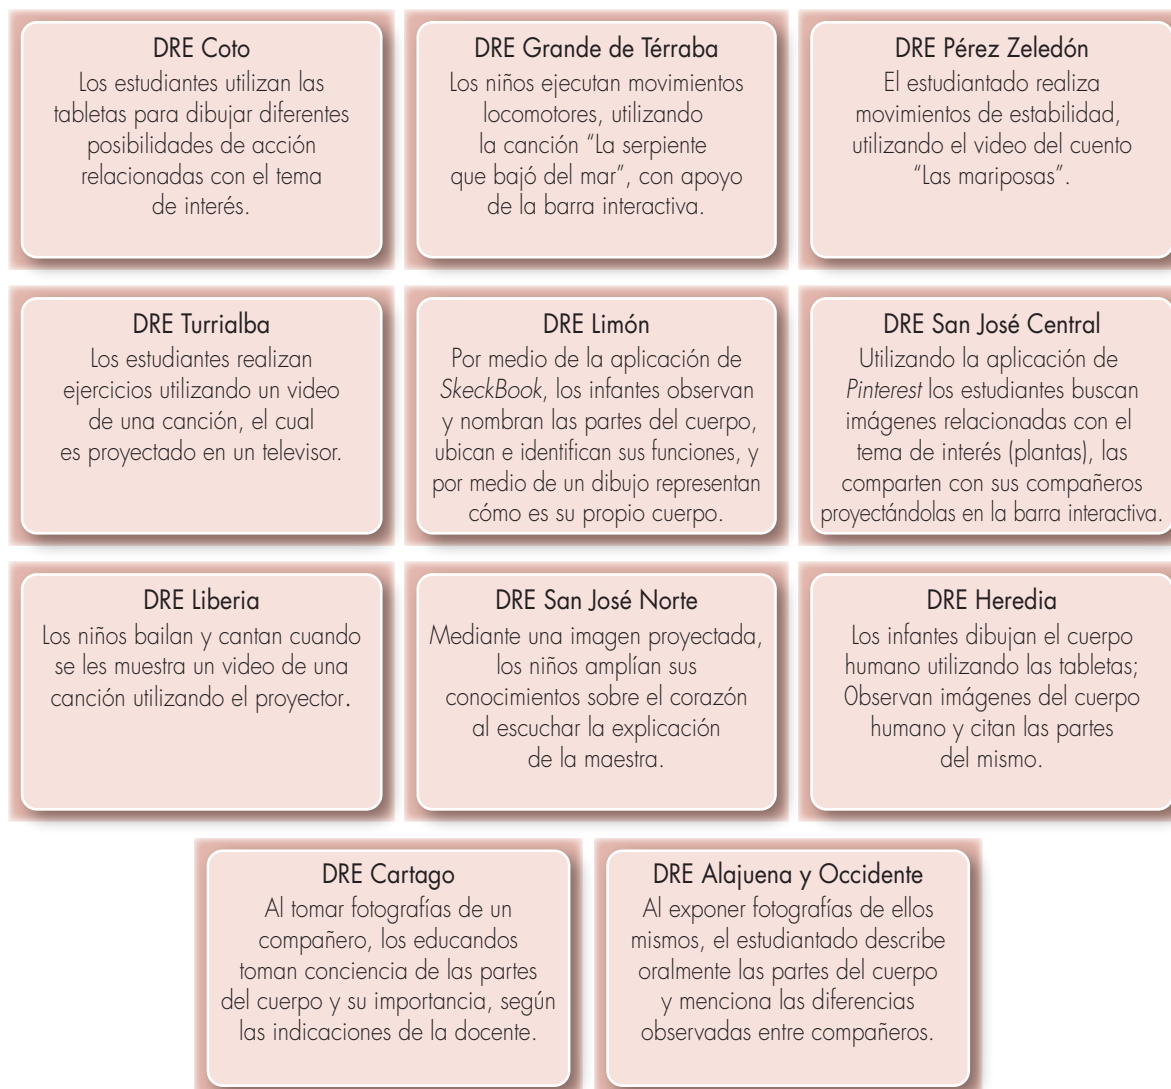 DRE Coto
Los estudiantes utilizan las
tabletas para dibujar diferentes
posibilidades de acción
relacionadas con el tema
de interés.
DRE Grande de Térraba
Los niños ejecutan movimientos
locomotores, utilizando
la canción “La serpiente
que bajó del mar”, con apoyo
de la barra interactiva.
DRE Pérez Zeledón
El estudiantado realiza
movimientos de estabilidad,
utilizando el video del cuento
“Las mariposas”.
DRE Turrialba
Los estudiantes realizan
ejercicios utilizando un video
de una canción, el cual
es proyectado en un televisor.
DRE Limón
Por medio de la aplicación de
SkeckBook, los infantes observan
y nombran las partes del cuerpo,
ubican e identifican sus funciones, y
por medio de un dibujo representan
cómo es su propio cuerpo.
DRE San José Central
Utilizando la aplicación de
Pinterest los estudiantes buscan
imágenes relacionadas con el
tema de interés (plantas), las
comparten con sus compañeros
proyectándolas en la barra interactiva.
DRE Liberia
Los niños bailan y cantan cuando
se les muestra un video de una
canción utilizando el proyector.
DRE San José Norte
Mediante una imagen proyectada,
los niños amplían sus
conocimientos sobre el corazón
al escuchar la explicación
de la maestra.
DRE Heredia
Los infantes dibujan el cuerpo
humano utilizando las tabletas;
Observan imágenes del cuerpo
humano y citan las partes
del mismo.
DRE Cartago
Al tomar fotografías de un
compañero, los educandos
toman conciencia de las partes
del cuerpo y su importancia, según
las indicaciones de la docente.
DRE Alajuena y Occidente
Al exponer fotografías de ellos
mismos, el estudiantado describe
oralmente las partes del cuerpo
y menciona las diferencias
observadas entre compañeros.